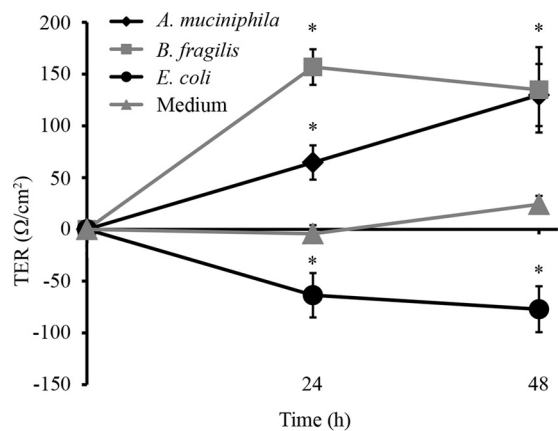 200
150
100
50
0
-50
-100
-150
TER (Ω/cm²)
A. muciniphila
B. fragilis
E. coli
Medium
*
*
*
*
*
24
48
Time (h)